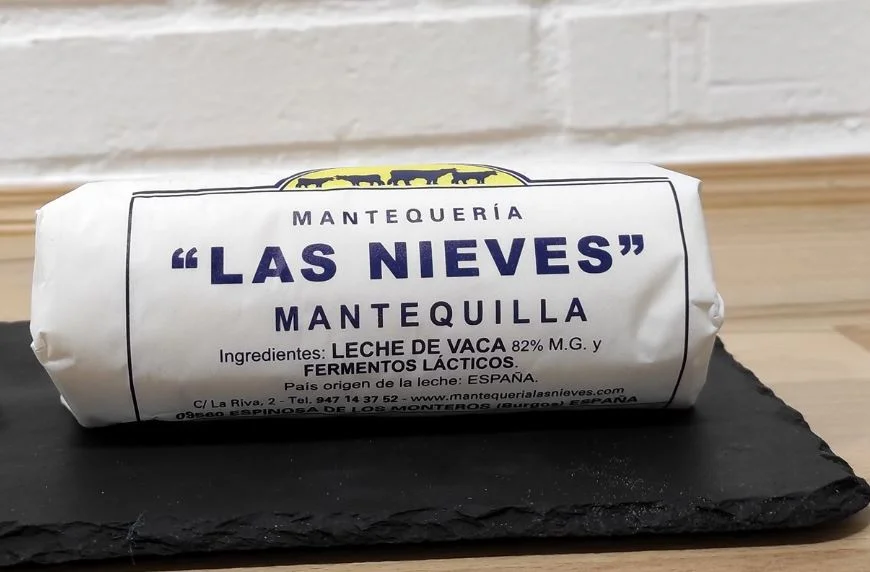 MANTEQUERÍA
“LAS NIEVES”
MANTEQUILLA
Ingredientes: LECHE DE VACA 82% M.G. y
FERMENTOS LÁCTICOS.
País origen de la leche: ESPAÑA.
C/ La Riva, 2 - Tel. 947 14 37 52 - www.mantequerialasnieves.com
09560 ESPINOSA DE LOS MONTEROS (Burgos) ESPAÑA